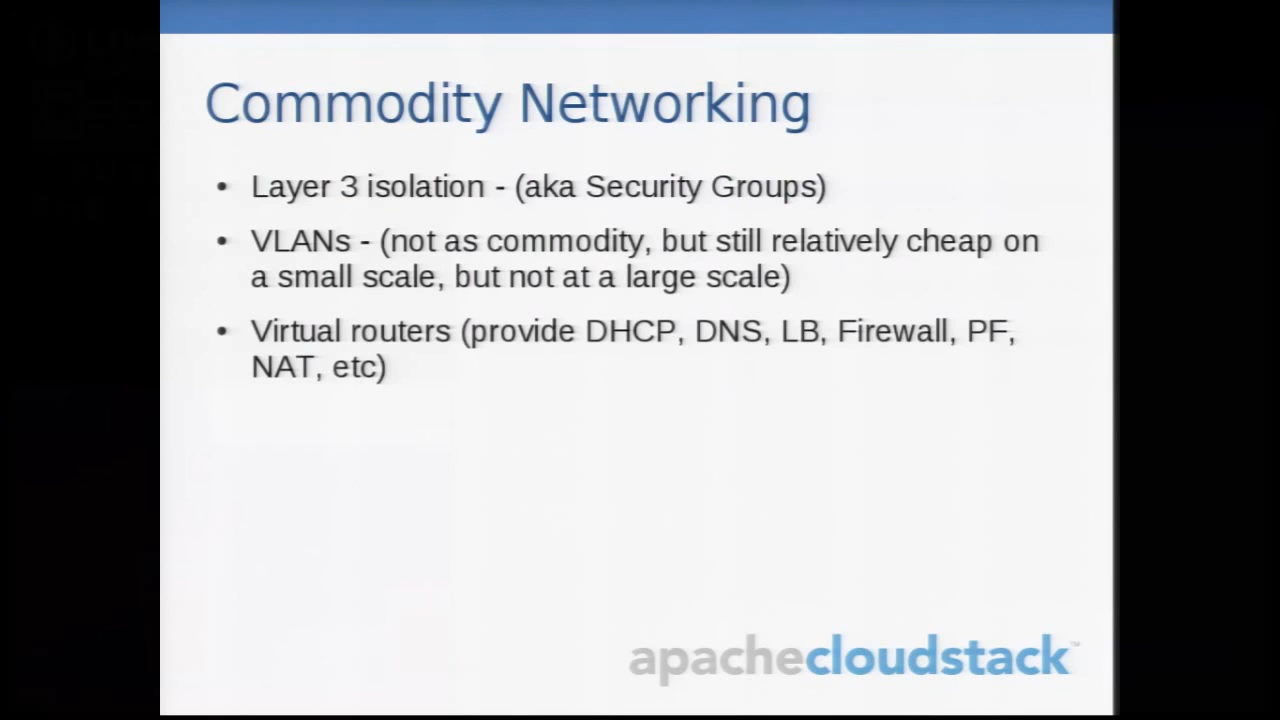 Commodity Networking
• Layer 3 isolation - (aka Security Groups)
• VLANs - (not as commodity, but still relatively cheap on
a small scale, but not at a large scale)
• Virtual routers (provide DHCP, DNS, LB, Firewall, PF,
NAT, etc)
apachecloudstack™